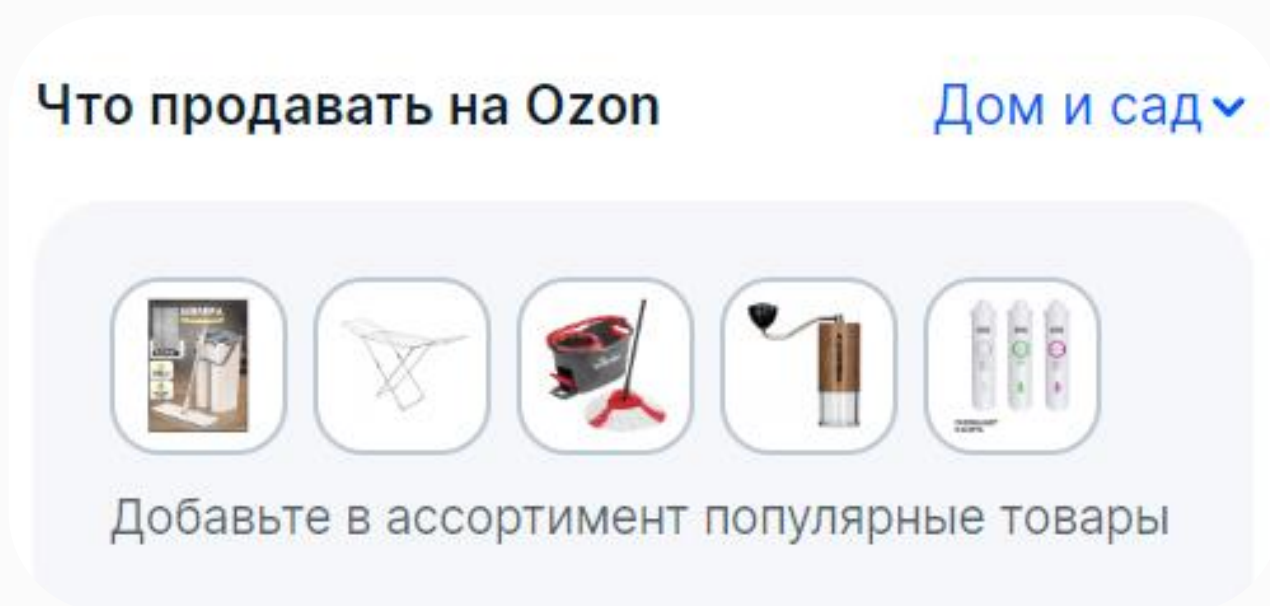 Что продавать на Ozon
Дом и сад
Добавьте в ассортимент популярные товары